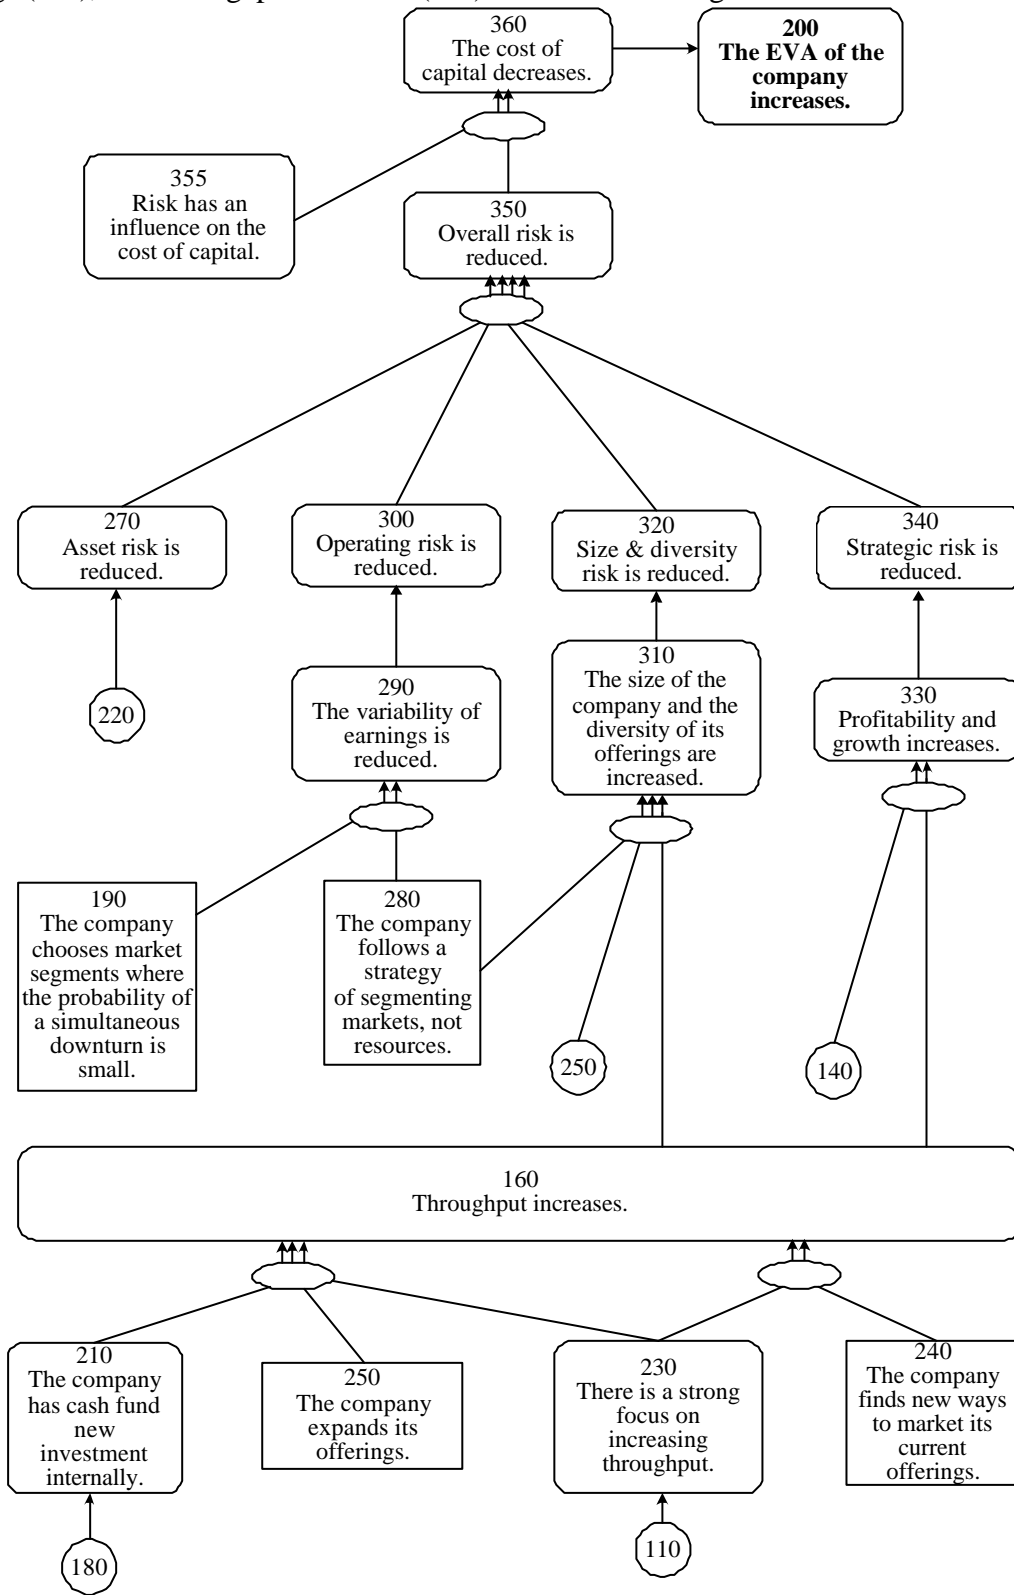 360
The cost of
capital decreases.
200
The EVA of the
company
increases.
355
Risk has an
influence on the
cost of capital.
350
Overall risk is
reduced.
270
Asset risk is
reduced.
300
Operating risk is
reduced.
320
Size & diversity
risk is reduced.
340
Strategic risk is
reduced.
220
290
The variability of
earnings is
reduced.
310
The size of the
company and the
diversity of its
offerings are
increased.
330
Profitability and
growth increases.
190
The company
chooses market
segments where
the probability of
a simultaneous
downturn is
small.
280
The company
follows a
strategy
of segmenting
markets, not
resources.
250
140
160
Throughput increases.
210
The company
has cash fund
new
investment
internally.
250
The company
expands its
offerings.
230
There is a strong
focus on
increasing
throughput.
240
The company
finds new ways
to market its
current
offerings.
180
110